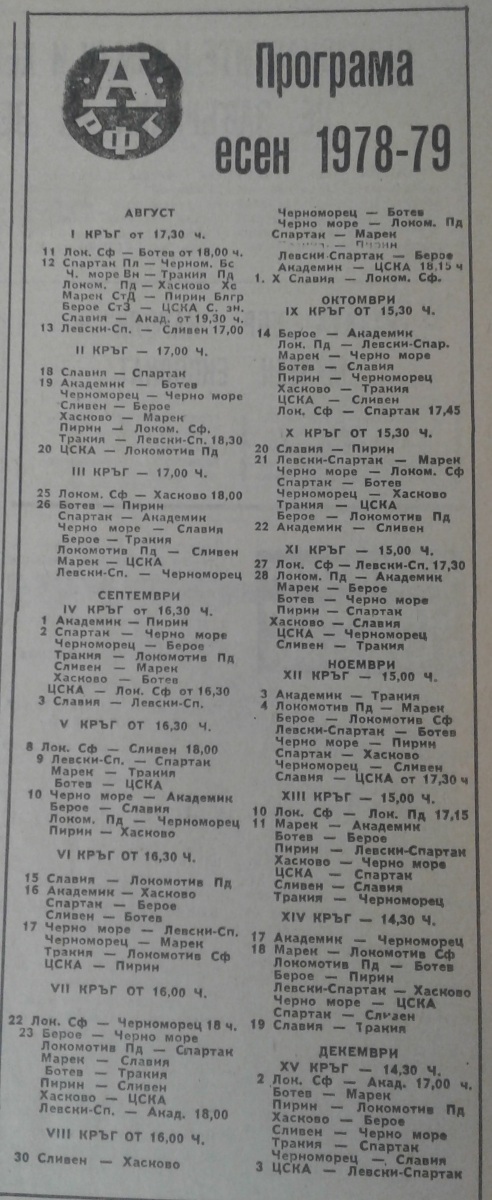 А
РФГ
Програма
есен 1978-79
АВГУСТ
I КРЪГ от 17,30 ч.
11 Лок. Сф — Ботев от 18,00 ч.
12 Спартак Пл — Черном. Бс
Ч. море Вн — Тракия Пд
Локом. Пд — Хасково Хс
Марек СтД — Пирин Блгр
Берое СтЗ — ЦСКА С. зн.
Славия — Акад. от 19,30 ч.
13 Левски-Сп. — Сливен 17,00
II КРЪГ — 17,00 Ч.
18 Славия — Спартак
19 Академик — Ботев
Черноморец — Черно море
Сливен — Берое
Хасково — Марек
Пирин — Локом. Сф.
Тракия — Левски-Сп. 18,30
20 ЦСКА — Локомотив Пд
III КРЪГ — 17,00 Ч.
25 Локом. Сф — Хасково 18,00
26 Ботев — Пирин
Спартак — Академик
Черно море — Славия
Берое — Тракия
Локомотив Пд — Сливен
Марек — ЦСКА
Левски-Сп. — Черноморец
СЕПТЕМВРИ
IV КРЪГ от 16,30 Ч.
1 Академик — Пирин
2 Спартак — Черно море
Черноморец — Берое
Тракия — Локомотив Пд
Сливен — Марек
Хасково — Ботев
ЦСКА — Лок. Сф от 16,30
3 Славия — Левски-Сп.
V КРЪГ ОТ 16,30 Ч.
8 Лок. Сф — Сливен 18,00
9 Левски-Сп. — Спартак
Марек — Тракия
Ботев — ЦСКА
10 Черно море — Академик
Берое — Славия
Локом. Пд — Черноморец
Пирин — Хасково
VI КРЪГ ОТ 16,30 Ч.
15 Славия — Локомотив Пд
16 Академик — Хасково
Спартак — Берое
Сливен — Ботев
17 Черно море — Левски-Сп.
Черноморец — Марек
Тракия — Локомотив Сф
ЦСКА — Пирин
VII КРЪГ ОТ 16,00 Ч.
22 Лок. Сф — Черноморец 18 ч.
23 Берое — Черно море
Локомотив Пд — Спартак
Марек — Славия
Ботев — Тракия
Пирин — Сливен
Хасково — ЦСКА
Левски-Сп. — Акад. 18,00
VIII КРЪГ ОТ 16,00 Ч.
30 Сливен — Хасково
Черноморец — Ботев
Черно море — Локом. Пд
Спартак — Марек
— Пирин
Левски-Спартак — Берое
Академик — ЦСКА 18,15 ч
1. X Славия — Локом. Сф.
ОКТОМВРИ
IX КРЪГ ОТ 15,30 Ч.
14 Берое — Академик
Лок. Пд — Левски-Спар.
Марек — Черно море
Ботев — Славия
Пирин — Черноморец
Хасково — Тракия
ЦСКА — Сливен
Лок. Сф — Спартак 17,45
X КРЪГ ОТ 15,30 Ч.
20 Славия — Пирин
21 Левски-Спартак — Марек
Черно море — Локом. Сф
Спартак — Ботев
Черноморец — Хасково
Тракия — ЦСКА
Берое — Локомотив Пд
22 Академик — Сливен
XI КРЪГ — 15,00 Ч.
27 Лок. Сф — Левски-Сп. 17,30
28 Локом. Пд — Академик
Марек — Берое
Ботев — Черно море
Пирин — Спартак
Хасково — Славия
ЦСКА — Черноморец
Сливен — Тракия
НОЕМВРИ
XII КРЪГ — 15,00 Ч.
3 Академик — Тракия
4 Локомотив Пд — Марек
Берое — Локомотив Сф
Левски-Спартак — Ботев
Черно море — Пирин
Спартак — Хасково
Черноморец — Сливен
Славия — ЦСКА от 17,30 ч
XIII КРЪГ — 15,00 Ч.
10 Лок. Сф — Лок. Пд 17,15
11 Марек — Академик
Ботев — Берое
Пирин — Левски-Спартак
Хасково — Черно море
ЦСКА — Спартак
Сливен — Славия
Тракия — Черноморец
XIV КРЪГ — 14,30 Ч.
17 Академик — Черноморец
18 Марек — Локомотив Сф
Локомотив Пд — Ботев
Берое — Пирин
Левски-Спартак — Хасково
Черно море — ЦСКА
Спартак — Сливен
19 Славия — Тракия
ДЕКЕМВРИ
XV КРЪГ — 14,30 Ч.
2 Лок. Сф — Акад. 17,00 ч.
Ботев — Марек
Пирин — Локомотив Пд
Хасково — Берое
Сливен — Черно море
Тракия — Спартак
Черноморец — Славия
3 ЦСКА — Левски-Спартак